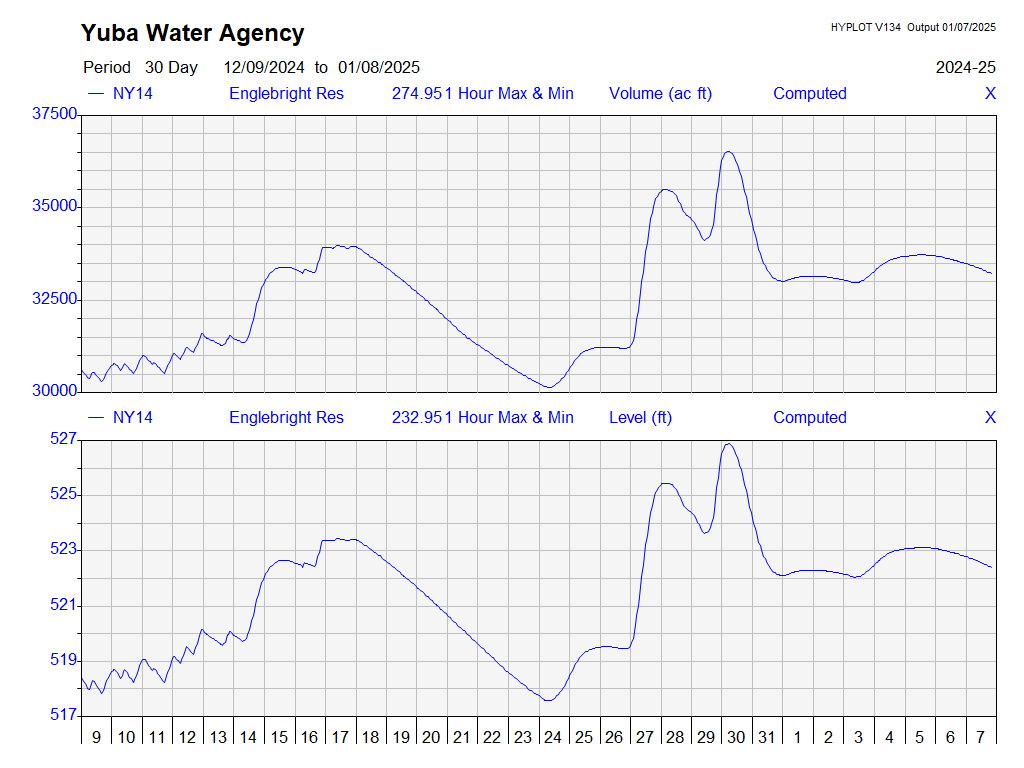 Yuba Water Agency
HYPLOT V134 Output 01/07/2025
Period 30 Day 12/09/2024 to 01/08/2025
2024-25
NY14 Englebright Res 274.951 Hour Max & Min Volume (ac ft) Computed X
37500
35000
32500
30000
NY14 Englebright Res 232.951 Hour Max & Min Level (ft) Computed X
527
525
523
521
519
517
9 10 11 12 13 14 15 16 17 18 19 20 21 22 23 24 25 26 27 28 29 30 31 1 2 3 4 5 6 7